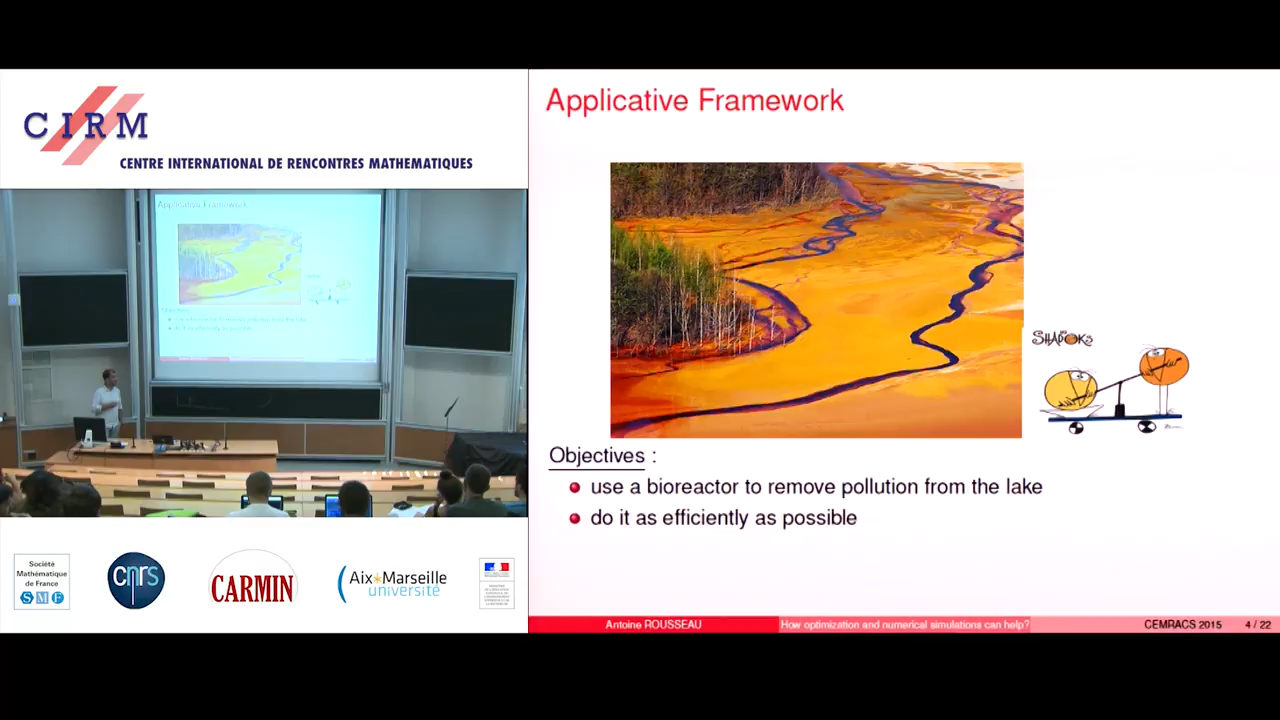 CIRM
CENTRE INTERNATIONAL DE RENCONTRES MATHEMATIQUES
Applicative Framework
Applicative Framework
SHADOKS
Objectives :
use a bioreactor to remove pollution from the lake
do it as efficiently as possible
Société
Mathématique
de France
SMF
cnrs
CARMIN
Aix*Marseille
université
Antoine ROUSSEAU
How optimization and numerical simulations can help?
CEMRACS 2015
4 / 22